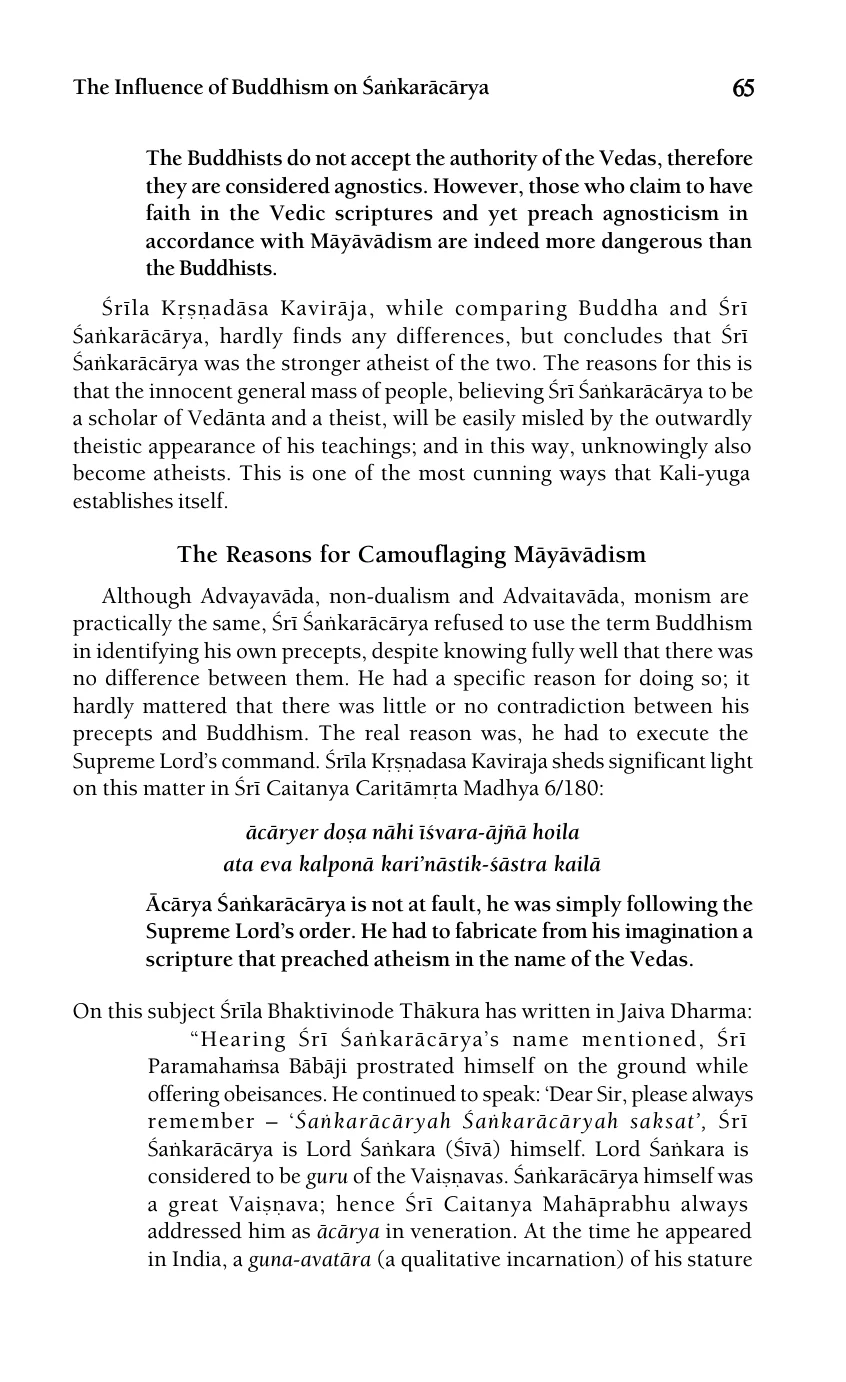 The Influence of Buddhism on Śaṅkarācārya 65
The Buddhists do not accept the authority of the Vedas, therefore
they are considered agnostics. However, those who claim to have
faith in the Vedic scriptures and yet preach agnosticism in
accordance with Māyāvādism are indeed more dangerous than
the Buddhists.
Śrīla Kṛṣṇadāsa Kavirāja, while comparing Buddha and Śrī
Śaṅkarācārya, hardly finds any differences, but concludes that Śrī
Śaṅkarācārya was the stronger atheist of the two. The reasons for this is
that the innocent general mass of people, believing Śrī Śaṅkarācārya to be
a scholar of Vedānta and a theist, will be easily misled by the outwardly
theistic appearance of his teachings; and in this way, unknowingly also
become atheists. This is one of the most cunning ways that Kali-yuga
establishes itself.
The Reasons for Camouflaging Māyāvādism
Although Advayavāda, non-dualism and Advaitavāda, monism are
practically the same, Śrī Śaṅkarācārya refused to use the term Buddhism
in identifying his own precepts, despite knowing fully well that there was
no difference between them. He had a specific reason for doing so; it
hardly mattered that there was little or no contradiction between his
precepts and Buddhism. The real reason was, he had to execute the
Supreme Lord's command. Śrīla Kṛṣṇadasa Kaviraja sheds significant light
on this matter in Śrī Caitanya Caritāmṛta Madhya 6/180:
ācāryer doṣa nāhi īśvara-ājñā hoila
ata eva kalponā kari'nāstik-śāstra kailā
Ācārya Śaṅkarācārya is not at fault, he was simply following the
Supreme Lord's order. He had to fabricate from his imagination a
scripture that preached atheism in the name of the Vedas.
On this subject Śrīla Bhaktivinode Thākura has written in Jaiva Dharma:
"Hearing Śrī Śaṅkarācārya's name mentioned, Śrī
Paramahaṁsa Bābāji prostrated himself on the ground while
offering obeisances. He continued to speak: 'Dear Sir, please always
remember – 'Śaṅkarācāryah Śaṅkarācāryah saksat', Śrī
Śaṅkarācārya is Lord Śaṅkara (Śīvā) himself. Lord Śaṅkara is
considered to be guru of the Vaiṣṇavas. Śaṅkarācārya himself was
a great Vaiṣṇava; hence Śrī Caitanya Mahāprabhu always
addressed him as ācārya in veneration. At the time he appeared
in India, a guna-avatāra (a qualitative incarnation) of his stature